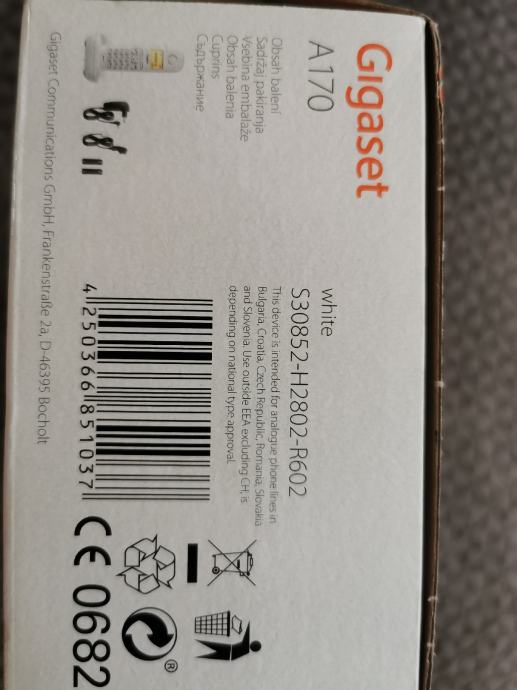 Gigaset
A170
Obsah balení
Sadržaj pakiranja
Vsebina embalaže
Obsah balenia
Cuprins
Съдържание
white
S30852-H2802-R602
This device is intended for analogue phone lines in
Bulgaria, Croatia, Czech Republic, Romania, Slovakia
and Slovenia. Use outside EEA excluding CH, is
depending on national type approval.
4 250366 851037
CE 0682
®
Gigaset Communications GmbH, Frankenstraße 2a, D-46395 Bocholt